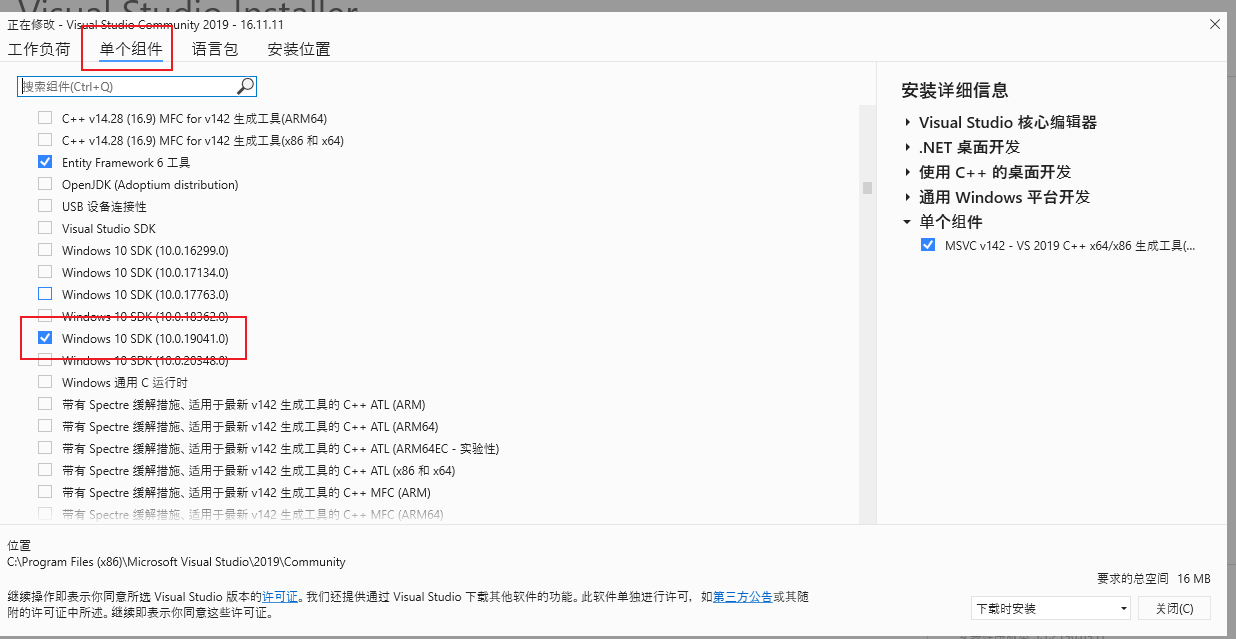 Visual Studio Installer
正在修改 - Visual Studio Community 2019 - 16.11.11
工作负荷 单个组件 语言包 安装位置
搜索组件(Ctrl+Q)
C++ v14.28 (16.9) MFC for v142 生成工具(ARM64)
C++ v14.28 (16.9) MFC for v142 生成工具(x86 和 x64)
Entity Framework 6 工具
OpenJDK (Adoptium distribution)
USB 设备连接性
Visual Studio SDK
Windows 10 SDK (10.0.16299.0)
Windows 10 SDK (10.0.17134.0)
Windows 10 SDK (10.0.17763.0)
Windows 10 SDK (10.0.18362.0)
Windows 10 SDK (10.0.19041.0)
Windows 10 SDK (10.0.20348.0)
Windows 通用 C 运行时
带有 Spectre 缓解措施、适用于最新 v142 生成工具的 C++ ATL (ARM)
带有 Spectre 缓解措施、适用于最新 v142 生成工具的 C++ ATL (ARM64)
带有 Spectre 缓解措施、适用于最新 v142 生成工具的 C++ ATL (ARM64EC - 实验性)
带有 Spectre 缓解措施、适用于最新 v142 生成工具的 C++ ATL (x86 和 x64)
带有 Spectre 缓解措施、适用于最新 v142 生成工具的 C++ MFC (ARM)
带有 Spectre 缓解措施、适用于最新 v142 生成工具的 C++ MFC (ARM64)
安装详细信息
Visual Studio 核心编辑器
.NET 桌面开发
使用 C++ 的桌面开发
通用 Windows 平台开发
单个组件
MSVC v142 - VS 2019 C++ x64/x86 生成工具(...
位置
C:\Program Files (x86)\Microsoft Visual Studio\2019\Community
继续操作即表示你同意所选 Visual Studio 版本的许可证。我们还提供通过 Visual Studio 下载其他软件的功能。此软件单独进行许可，如第三方公告或其随
附的许可证中所述。继续即表示你同意这些许可证。
要求的总空间 16 MB
下载时安装 关闭(C)